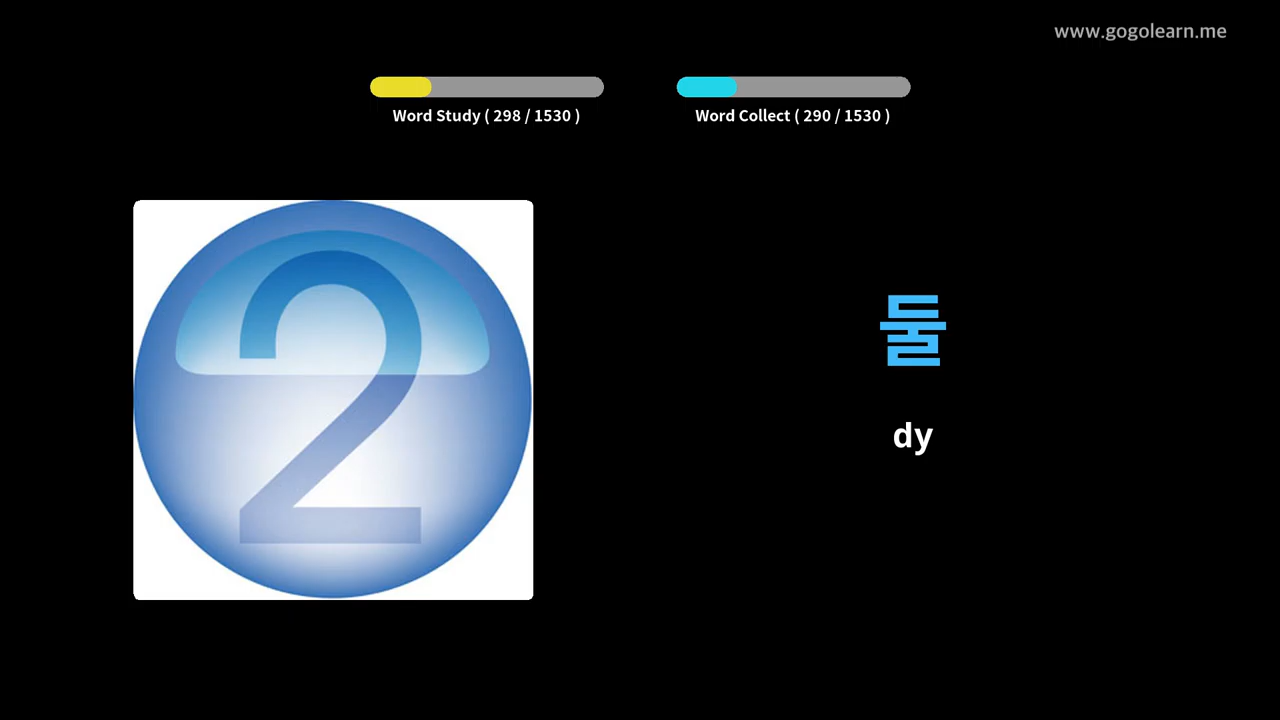 www.gogolearn.me
Word Study ( 298 / 1530 )
Word Collect ( 290 / 1530 )
2
둘
dy